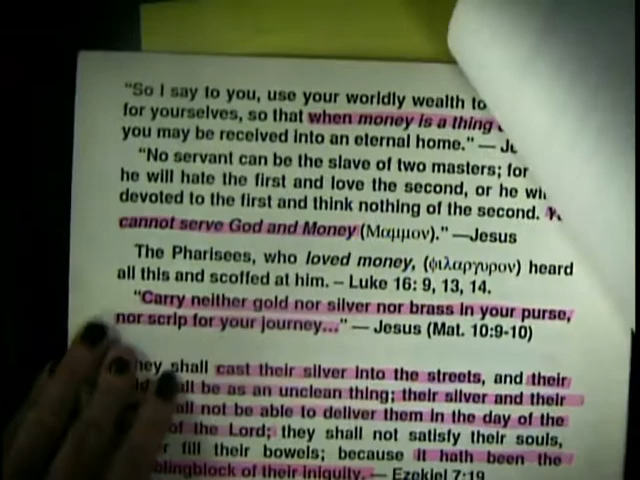 "So I say to you, use your worldly wealth to
for yourselves, so that when money is a thing
you may be received into an eternal home." —
"No servant can be the slave of two masters; for
he will hate the first and love the second, or he
devoted to the first and think nothing of the second.
cannot serve God and Money (Μαμμον)." —Jesus
The Pharisees, who loved money, (φιλαργυρον) heard
all this and scoffed at him. – Luke 16: 9, 13, 14.
"Carry neither gold nor silver nor brass in your purse,
nor scrip for your journey..." — Jesus (Mat. 10:9-10)
hey shall cast their silver into the streets, and their
all be as an unclean thing; their silver and their
all not be able to deliver them in the day of the
of the Lord; they shall not satisfy their souls,
r fill their bowels; because it hath been the
blingblock of their iniquity. — Ezekiel 7:19